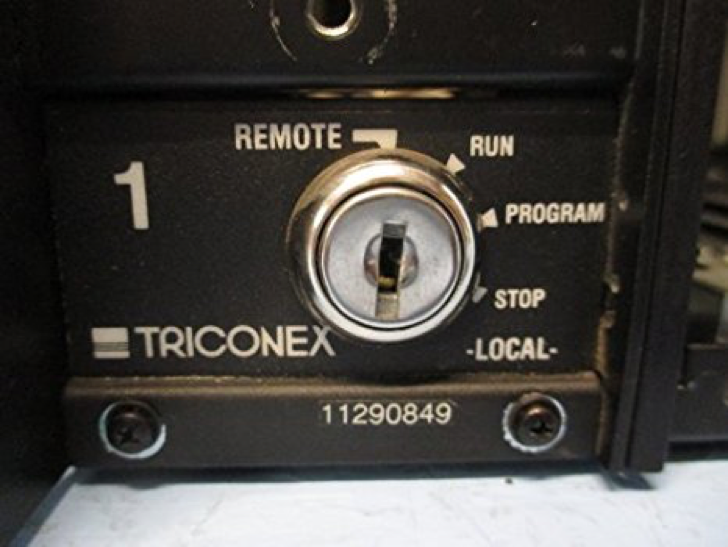 REMOTE
RUN
1
PROGRAM
STOP
TRICONEX
-LOCAL-
11290849